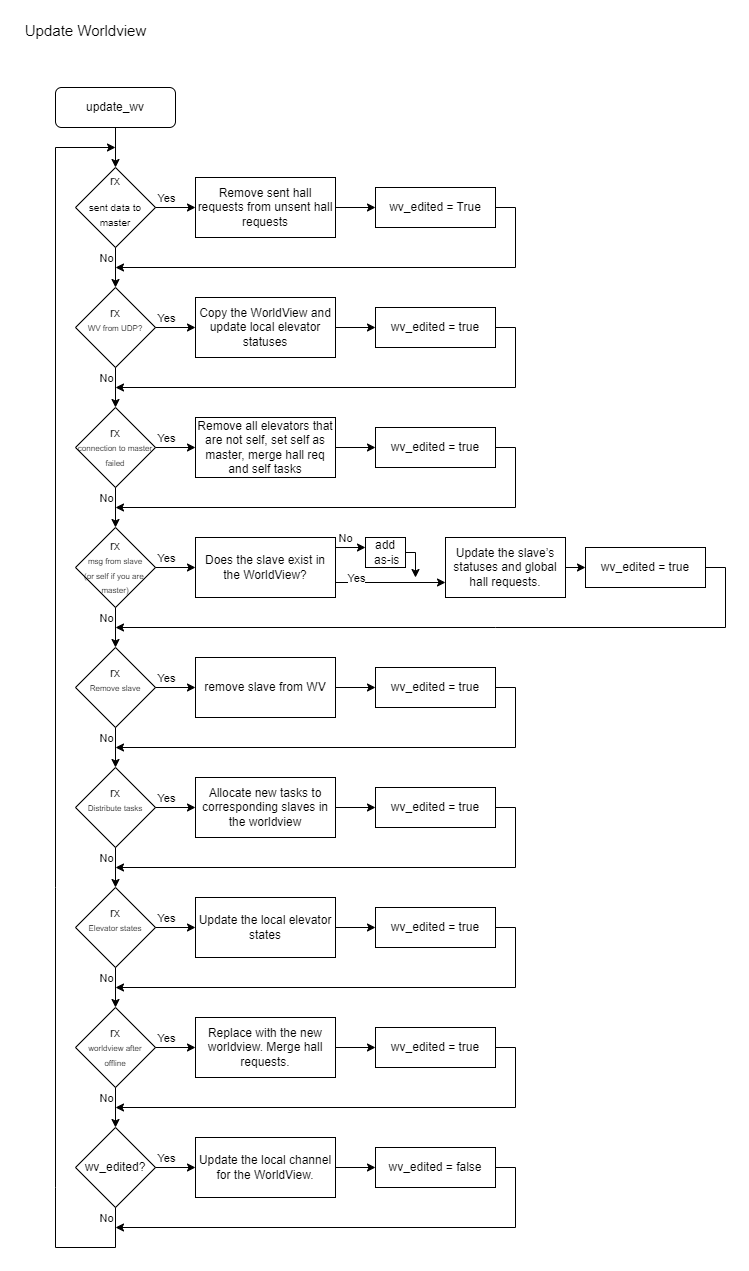 Update Worldview
update_wv
rx
sent data to
master
Yes
Remove sent hall
requests from unsent hall
requests
wv_edited = True
No
rx
WV from UDP?
Yes
Copy the WorldView and
update local elevator
statuses
wv_edited = true
No
rx
connection to master
failed
Yes
Remove all elevators that
are not self, set self as
master, merge hall req
and self tasks
wv_edited = true
No
rx
msg from slave
(or self if you are
master)
Yes
Does the slave exist in
the WorldView?
No
add
as-is
Yes
Update the slave's
statuses and global
hall requests.
wv_edited = true
No
rx
Remove slave
Yes
remove slave from WV
wv_edited = true
No
rx
Distribute tasks
Yes
Allocate new tasks to
corresponding slaves in
the worldview
wv_edited = true
No
rx
Elevator states
Yes
Update the local elevator
states
wv_edited = true
No
rx
worldview after
offline
Yes
Replace with the new
worldview. Merge hall
requests.
wv_edited = true
No
wv_edited?
Yes
Update the local channel
for the WorldView.
wv_edited = false
No